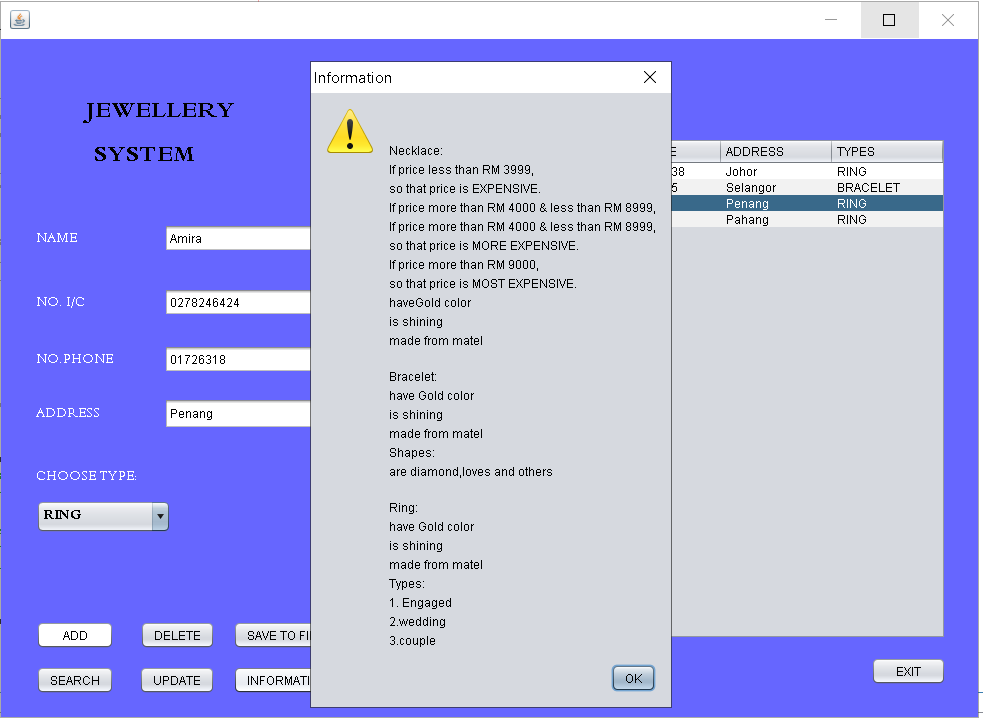 Information
JEWELLERY
SYSTEM
NAME
Amira
NO. I/C
0278246424
NO.PHONE
01726318
ADDRESS
Penang
CHOOSE TYPE:
RING
ADD
DELETE
SAVE TO FI
SEARCH
UPDATE
INFORMATI
Necklace:
If price less than RM 3999,
so that price is EXPENSIVE.
If price more than RM 4000 & less than RM 8999,
If price more than RM 4000 & less than RM 8999,
so that price is MORE EXPENSIVE.
If price more than RM 9000,
so that price is MOST EXPENSIVE.
haveGold color
is shining
made from matel
Bracelet:
have Gold color
is shining
made from matel
Shapes:
are diamond,loves and others
Ring:
have Gold color
is shining
made from matel
Types:
1. Engaged
2.wedding
3.couple
OK
E ADDRESS TYPES
38 Johor RING
5 Selangor BRACELET
Penang RING
Pahang RING
EXIT